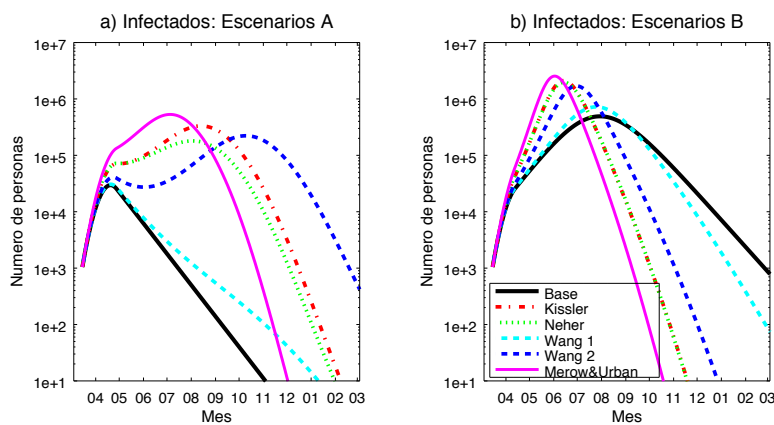 a) Infectados: Escenarios A
1e+7
1e+6
1e+5
1e+4
1e+3
1e+2
1e+1
Numero de personas
04 05 06 07 08 09 10 11 12 01 02 03
Mes
b) Infectados: Escenarios B
1e+7
1e+6
1e+5
1e+4
1e+3
1e+2
1e+1
Numero de personas
Base
Kissler
Neher
Wang 1
Wang 2
Merow&Urban
04 05 06 07 08 09 10 11 12 01 02 03
Mes